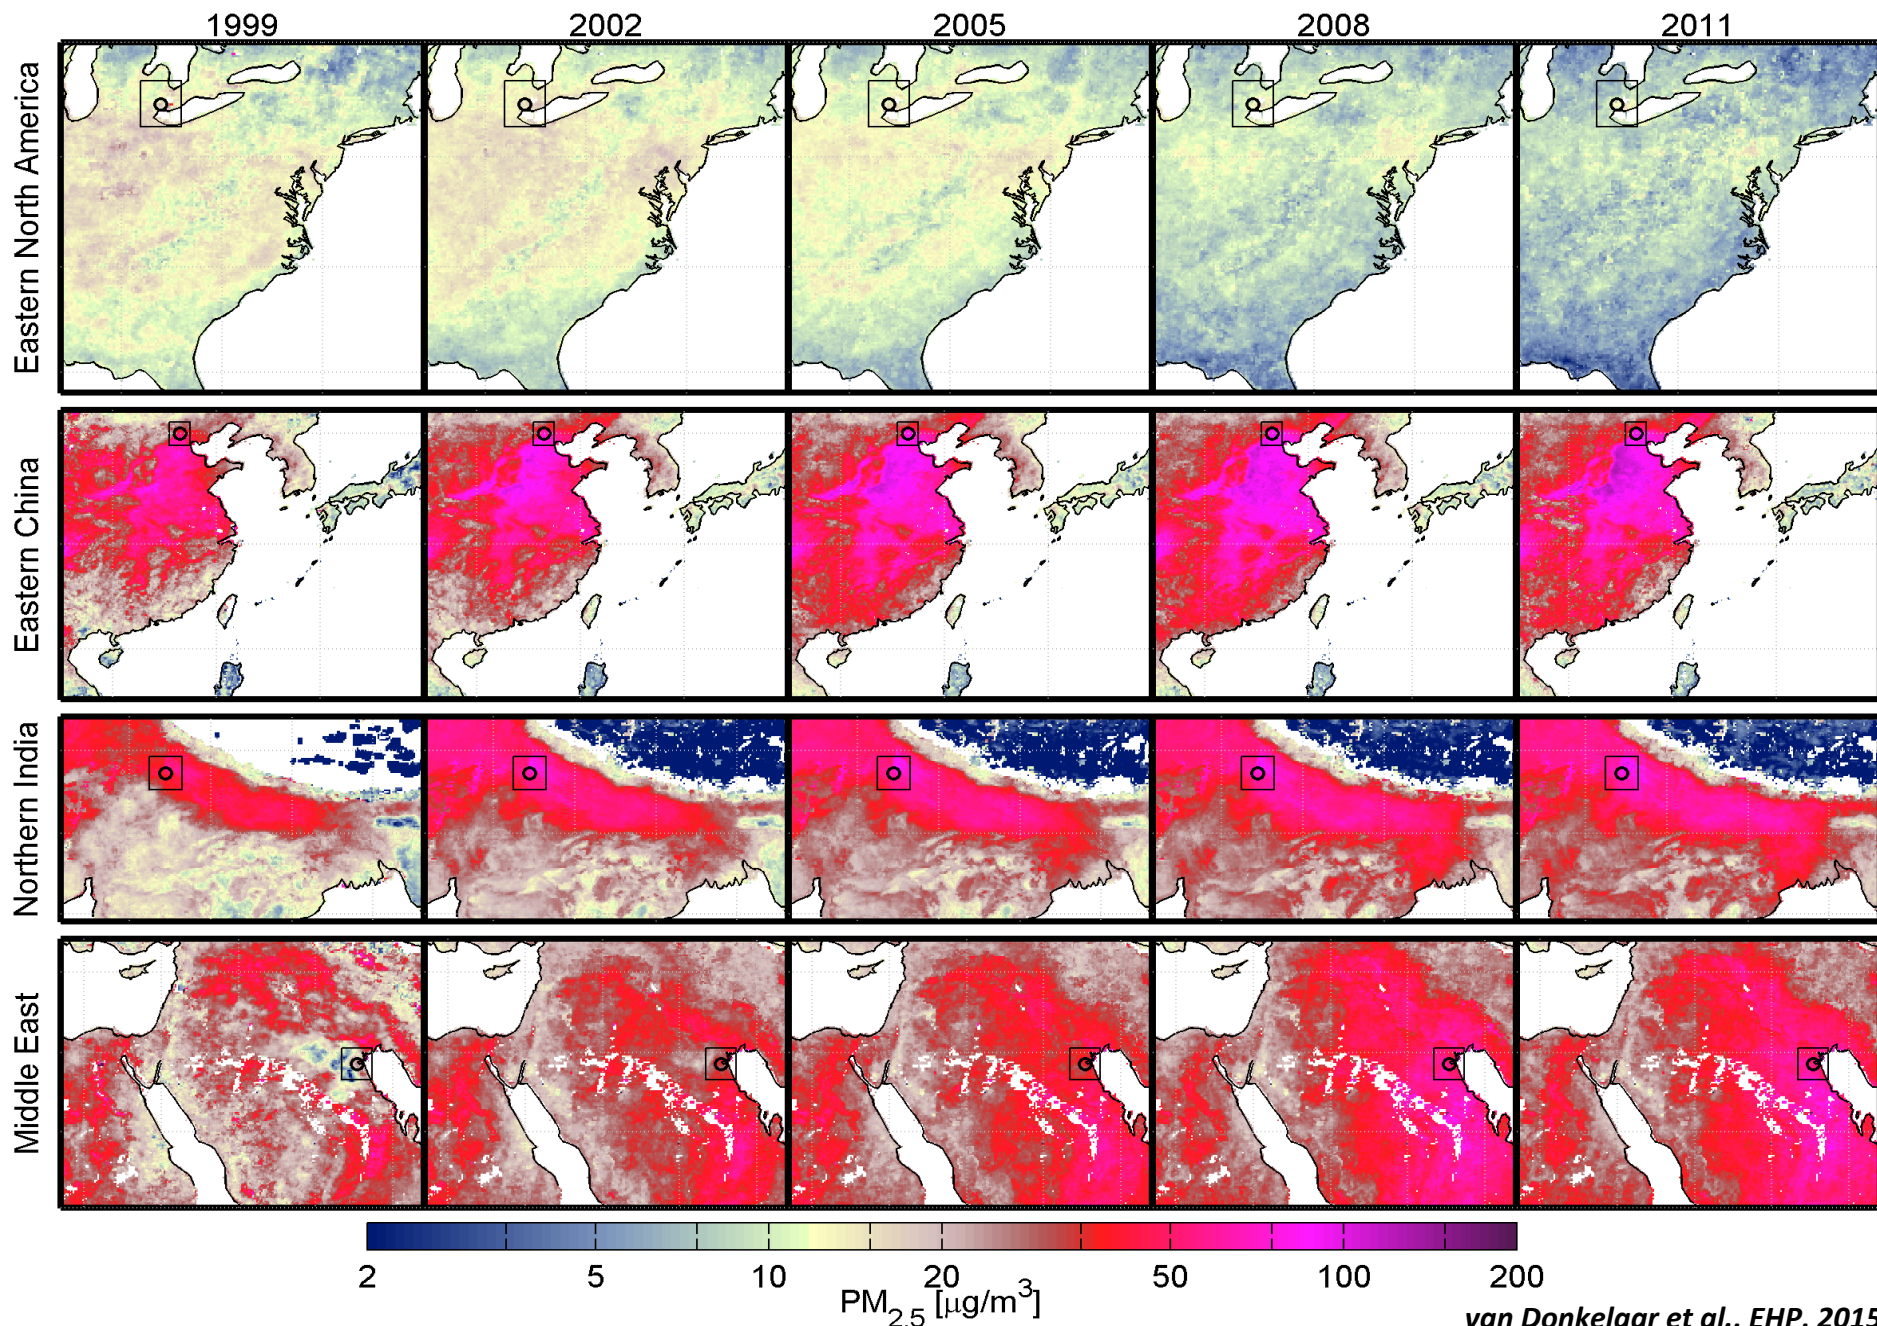 1999 2002 2005 2008 2011
Eastern North America
Eastern China
Northern India
Middle East
2 5 10 20 50 100 200
PM2.5 [μg/m3]
van Donkelaar et al., EHP, 2015